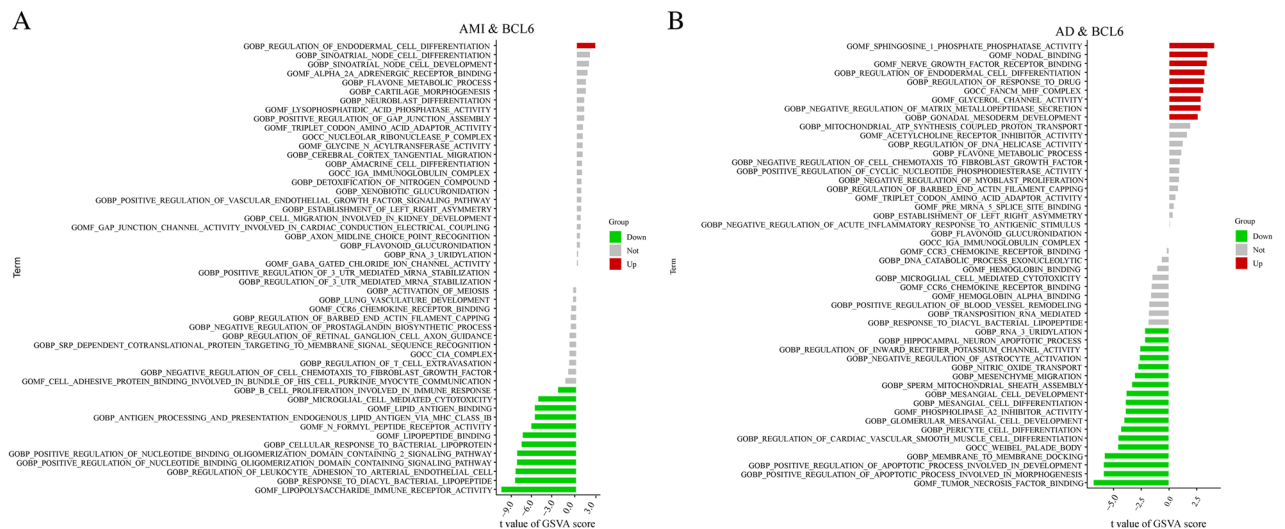 A
AMI & BCL6
GOBP_REGULATION_OF_ENDODERMAL_CELL_DIFFERENTIATION
GOBP_SINOATRIAL_NODE_CELL_DIFFERENTIATION
GOBP_SINOATRIAL_NODE_CELL_DEVELOPMENT
GOMF_ALPHA_2A_ADRENERGIC_RECEPTOR_BINDING
GOBP_FLAVONE_METABOLIC_PROCESS
GOBP_CARTILAGE_MORPHOGENESIS
GOBP_NEUROBLAST_DIFFERENTIATION
GOMF_LYSOPHOSPHATIDIC_ACID_PHOSPHATASE_ACTIVITY
GOBP_POSITIVE_REGULATION_OF_GAP_JUNCTION_ASSEMBLY
GOMF_TRIPLET_CODON_AMINO_ACID_ADAPTOR_ACTIVITY
GOCC_NUCLEOLAR_RIBONUCLEASE_P_COMPLEX
GOMF_GLYCINE_N_ACYLTRANSFERASE_ACTIVITY
GOBP_CEREBRAL_CORTEX_TANGENTIAL_MIGRATION
GOBP_AMACRINE_CELL_DIFFERENTIATION
GOCC_IGA_IMMUNOGLOBULIN_COMPLEX
GOBP_DETOXIFICATION_OF_NITROGEN_COMPOUND
GOBP_XENOBIOTIC_GLUCURONIDATION
GOBP_POSITIVE_REGULATION_OF_VASCULAR_ENDOTHELIAL_GROWTH_FACTOR_SIGNALING_PATHWAY
GOBP_ESTABLISHMENT_OF_LEFT_RIGHT_ASYMMETRY
GOBP_CELL_MIGRATION_INVOLVED_IN_KIDNEY_DEVELOPMENT
GOMF_GAP_JUNCTION_CHANNEL_ACTIVITY_INVOLVED_IN_CARDIAC_CONDUCTION_ELECTRICAL_COUPLING
GOBP_AXON_MIDLINE_CHOICE_POINT_RECOGNITION
GOBP_FLAVONOID_GLUCURONIDATION
GOBP_RNA_3_URIDYLATION
GOMF_GABA_GATED_CHLORIDE_ION_CHANNEL_ACTIVITY
GOBP_POSITIVE_REGULATION_OF_3_UTR_MEDIATED_MRNA_STABILIZATION
GOBP_REGULATION_OF_3_UTR_MEDIATED_MRNA_STABILIZATION
GOBP_ACTIVATION_OF_MEIOSIS
GOBP_LUNG_VASCULATURE_DEVELOPMENT
GOMF_CCR6_CHEMOKINE_RECEPTOR_BINDING
GOBP_REGULATION_OF_BARBED_END_ACTIN_FILAMENT_CAPPING
GOBP_NEGATIVE_REGULATION_OF_PROSTAGLANDIN_BIOSYNTHETIC_PROCESS
GOBP_REGULATION_OF_RETINAL_GANGLION_CELL_AXON_GUIDANCE
GOBP_SRP_DEPENDENT_COTRANSLATIONAL_PROTEIN_TARGETING_TO_MEMBRANE_SIGNAL_SEQUENCE_RECOGNITION
GOCC_CIA_COMPLEX
GOBP_REGULATION_OF_T_CELL_EXTRAVASATION
GOBP_NEGATIVE_REGULATION_OF_CELL_CHEMOTAXIS_TO_FIBROBLAST_GROWTH_FACTOR
GOMF_CELL_ADHESIVE_PROTEIN_BINDING_INVOLVED_IN_BUNDLE_OF_HIS_CELL_PURKINJE_MYOCYTE_COMMUNICATION
GOBP_B_CELL_PROLIFERATION_INVOLVED_IN_IMMUNE_RESPONSE
GOBP_MICROGLIAL_CELL_MEDIATED_CYTOTOXICITY
GOMF_LIPID_ANTIGEN_BINDING
GOBP_ANTIGEN_PROCESSING_AND_PRESENTATION_ENDOGENOUS_LIPID_ANTIGEN_VIA_MHC_CLASS_IB
GOMF_N_FORMYL_PEPTIDE_RECEPTOR_ACTIVITY
GOMF_LIPOPEPTIDE_BINDING
GOBP_CELLULAR_RESPONSE_TO_BACTERIAL_LIPOPROTEIN
GOBP_POSITIVE_REGULATION_OF_NUCLEOTIDE_BINDING_OLIGOMERIZATION_DOMAIN_CONTAINING_2_SIGNALING_PATHWAY
GOBP_POSITIVE_REGULATION_OF_NUCLEOTIDE_BINDING_OLIGOMERIZATION_DOMAIN_CONTAINING_SIGNALING_PATHWAY
GOBP_REGULATION_OF_LEUKOCYTE_ADHESION_TO_ARTERIAL_ENDOTHELIAL_CELL
GOBP_RESPONSE_TO_DIACYL_BACTERIAL_LIPOPEPTIDE
GOMF_LIPOPOLYSACCHARIDE_IMMUNE_RECEPTOR_ACTIVITY
Term
-9.0 -6.0 -3.0 0.0 3.0
t value of GSVA score
Group
Down
Not
Up
B
AD & BCL6
GOMF_SPHINGOSINE_1_PHOSPHATE_PHOSPHATASE_ACTIVITY
GOMF_NODAL_BINDING
GOMF_NERVE_GROWTH_FACTOR_RECEPTOR_BINDING
GOBP_REGULATION_OF_ENDODERMAL_CELL_DIFFERENTIATION
GOBP_REGULATION_OF_RESPONSE_TO_DRUG
GOCC_FANCM_MHF_COMPLEX
GOMF_GLYCEROL_CHANNEL_ACTIVITY
GOBP_NEGATIVE_REGULATION_OF_MATRIX_METALLOPEPTIDASE_SECRETION
GOBP_GONADAL_MESODERM_DEVELOPMENT
GOBP_MITOCHONDRIAL_ATP_SYNTHESIS_COUPLED_PROTON_TRANSPORT
GOMF_ACETYLCHOLINE_RECEPTOR_INHIBITOR_ACTIVITY
GOBP_REGULATION_OF_DNA_HELICASE_ACTIVITY
GOBP_FLAVONE_METABOLIC_PROCESS
GOBP_NEGATIVE_REGULATION_OF_CELL_CHEMOTAXIS_TO_FIBROBLAST_GROWTH_FACTOR
GOBP_POSITIVE_REGULATION_OF_CYCLIC_NUCLEOTIDE_PHOSPHODIESTERASE_ACTIVITY
GOBP_NEGATIVE_REGULATION_OF_MYOBLAST_PROLIFERATION
GOBP_REGULATION_OF_BARBED_END_ACTIN_FILAMENT_CAPPING
GOMF_TRIPLET_CODON_AMINO_ACID_ADAPTOR_ACTIVITY
GOMF_PRE_MRNA_5_SPLICE_SITE_BINDING
GOBP_ESTABLISHMENT_OF_LEFT_RIGHT_ASYMMETRY
GOBP_NEGATIVE_REGULATION_OF_ACUTE_INFLAMMATORY_RESPONSE_TO_ANTIGENIC_STIMULUS
GOBP_FLAVONOID_GLUCURONIDATION
GOCC_IGA_IMMUNOGLOBULIN_COMPLEX
GOMF_CCR3_CHEMOKINE_RECEPTOR_BINDING
GOBP_DNA_CATABOLIC_PROCESS_EXONUCLEOLYTIC
GOMF_HEMOGLOBIN_BINDING
GOBP_MICROGLIAL_CELL_MEDIATED_CYTOTOXICITY
GOMF_CCR6_CHEMOKINE_RECEPTOR_BINDING
GOMF_HEMOGLOBIN_ALPHA_BINDING
GOBP_POSITIVE_REGULATION_OF_BLOOD_VESSEL_REMODELING
GOBP_TRANSPOSITION_RNA_MEDIATED
GOBP_RESPONSE_TO_DIACYL_BACTERIAL_LIPOPEPTIDE
GOBP_RNA_3_URIDYLATION
GOBP_HIPPOCAMPAL_NEURON_APOPTOTIC_PROCESS
GOBP_REGULATION_OF_INWARD_RECTIFIER_POTASSIUM_CHANNEL_ACTIVITY
GOBP_NEGATIVE_REGULATION_OF_ASTROCYTE_ACTIVATION
GOBP_NITRIC_OXIDE_TRANSPORT
GOBP_MESENCHYME_MIGRATION
GOBP_SPERM_MITOCHONDRIAL_SHEATH_ASSEMBLY
GOBP_MESANGIAL_CELL_DEVELOPMENT
GOBP_MESANGIAL_CELL_DIFFERENTIATION
GOMF_PHOSPHOLIPASE_A2_INHIBITOR_ACTIVITY
GOBP_GLOMERULAR_MESANGIAL_CELL_DEVELOPMENT
GOBP_PERICYTE_CELL_DIFFERENTIATION
GOBP_REGULATION_OF_CARDIAC_VASCULAR_SMOOTH_MUSCLE_CELL_DIFFERENTIATION
GOCC_WEIBEL_PALADE_BODY
GOBP_MEMBRANE_TO_MEMBRANE_DOCKING
GOBP_POSITIVE_REGULATION_OF_APOPTOTIC_PROCESS_INVOLVED_IN_DEVELOPMENT
GOBP_POSITIVE_REGULATION_OF_APOPTOTIC_PROCESS_INVOLVED_IN_MORPHOGENESIS
GOMF_TUMOR_NECROSIS_FACTOR_BINDING
Term
-5.0 -2.5 0.0 2.5
t value of GSVA score
Group
Down
Not
Up